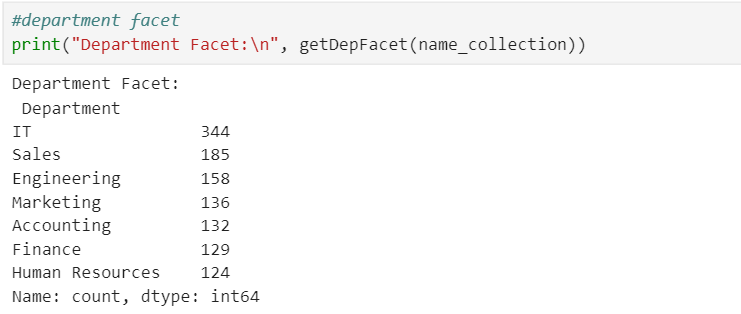 #department facet
print("Department Facet:\n", getDepFacet(name_collection))
Department Facet:
 Department
IT                 344
Sales              185
Engineering        158
Marketing          136
Accounting         132
Finance            129
Human Resources    124
Name: count, dtype: int64